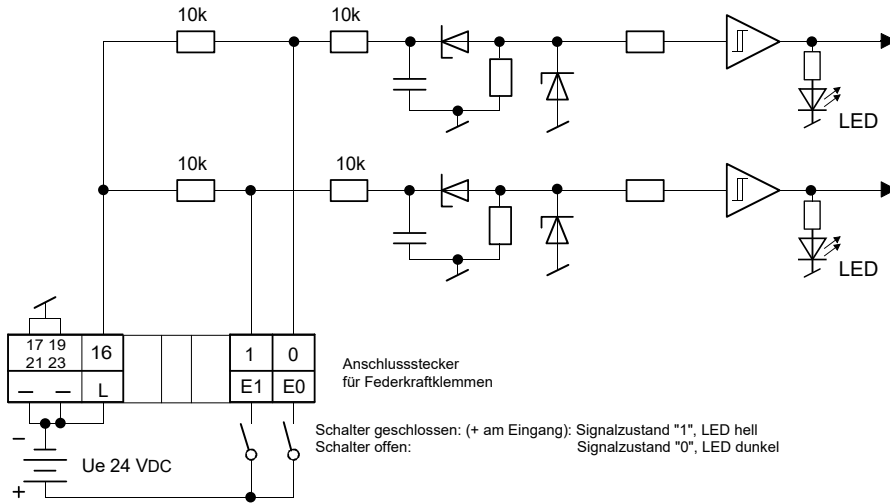 10k
10k
LED
10k
10k
LED
17 19
21 23
16
1
0
— — L
E1
E0
Anschlussstecker
für Federkraftklemmen
Schalter geschlossen: (+ am Eingang): Signalzustand "1", LED hell
Schalter offen: Signalzustand "0", LED dunkel
−
Ue 24 VDC
+